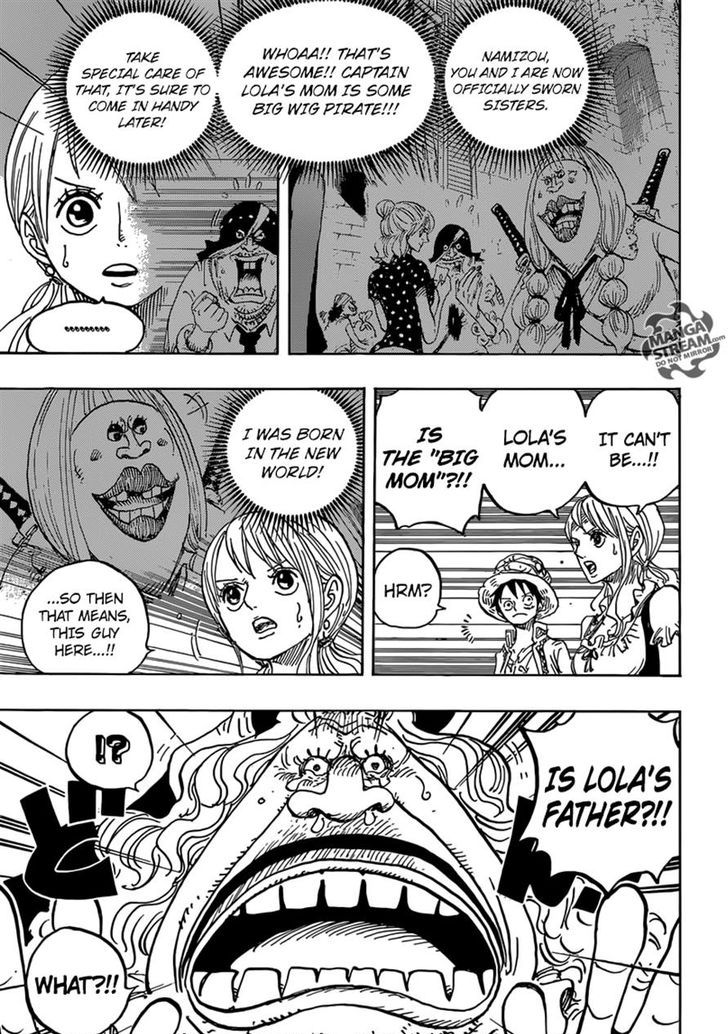 NAMIZOU,
YOU AND I ARE NOW
OFFICIALLY SWORN
SISTERS.
WHOAA!! THAT'S
AWESOME!! CAPTAIN
LOLA'S MOM IS SOME
BIG WIG PIRATE!!!
TAKE
SPECIAL CARE OF
THAT, IT'S SURE TO
COME IN HANDY
LATER!
MANGA
STREAM.com
DO NOT MIRROR
IT CAN'T
BE...!!
LOLA'S
MOM...
IS
THE "BIG
MOM"?!!
HRM?
I WAS BORN
IN THE NEW
WORLD!
...SO THEN
THAT MEANS,
THIS GUY
HERE...!!
IS LOLA'S
FATHER?!!
!?
WHAT?!!